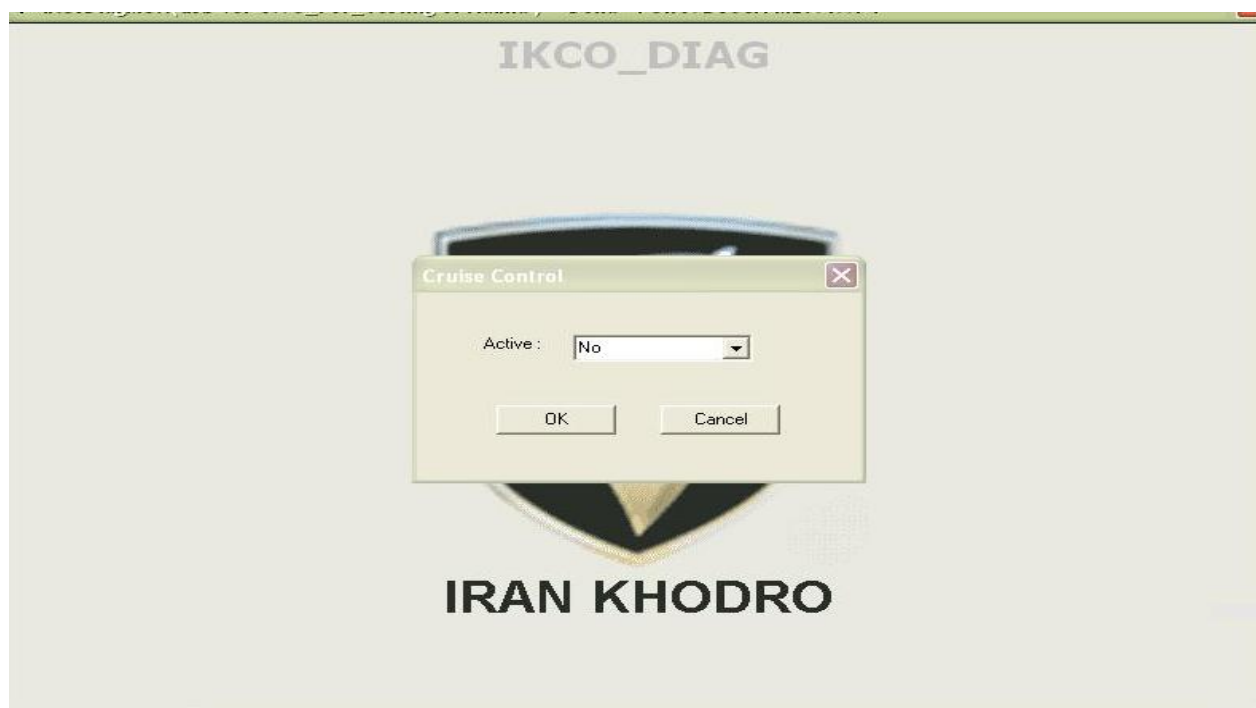 IKCO_DIAG
Cruise Control
Active :
No
OK
Cancel
IRAN KHODRO